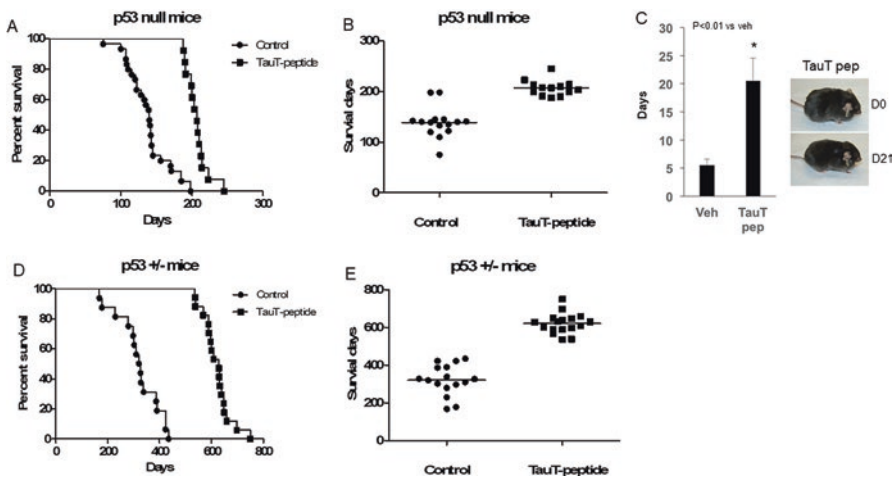 A
p53 null mice
Percent survival
100
80
60
40
20
0
0
100
200
300
Days
Control
TauT-peptide
B
p53 null mice
Survial days
300
200
100
0
Control
TauT-peptide
C
P<0.01 vs veh
Days
30
25
20
15
10
5
0
*
Veh
TauT
pep
TauT pep
D0
D21
D
p53 +/- mice
Percent survival
100
80
60
40
20
0
0
200
400
600
800
Days
Control
TauT-peptide
E
p53 +/- mice
Survial days
800
600
400
200
0
Control
TauT-peptide